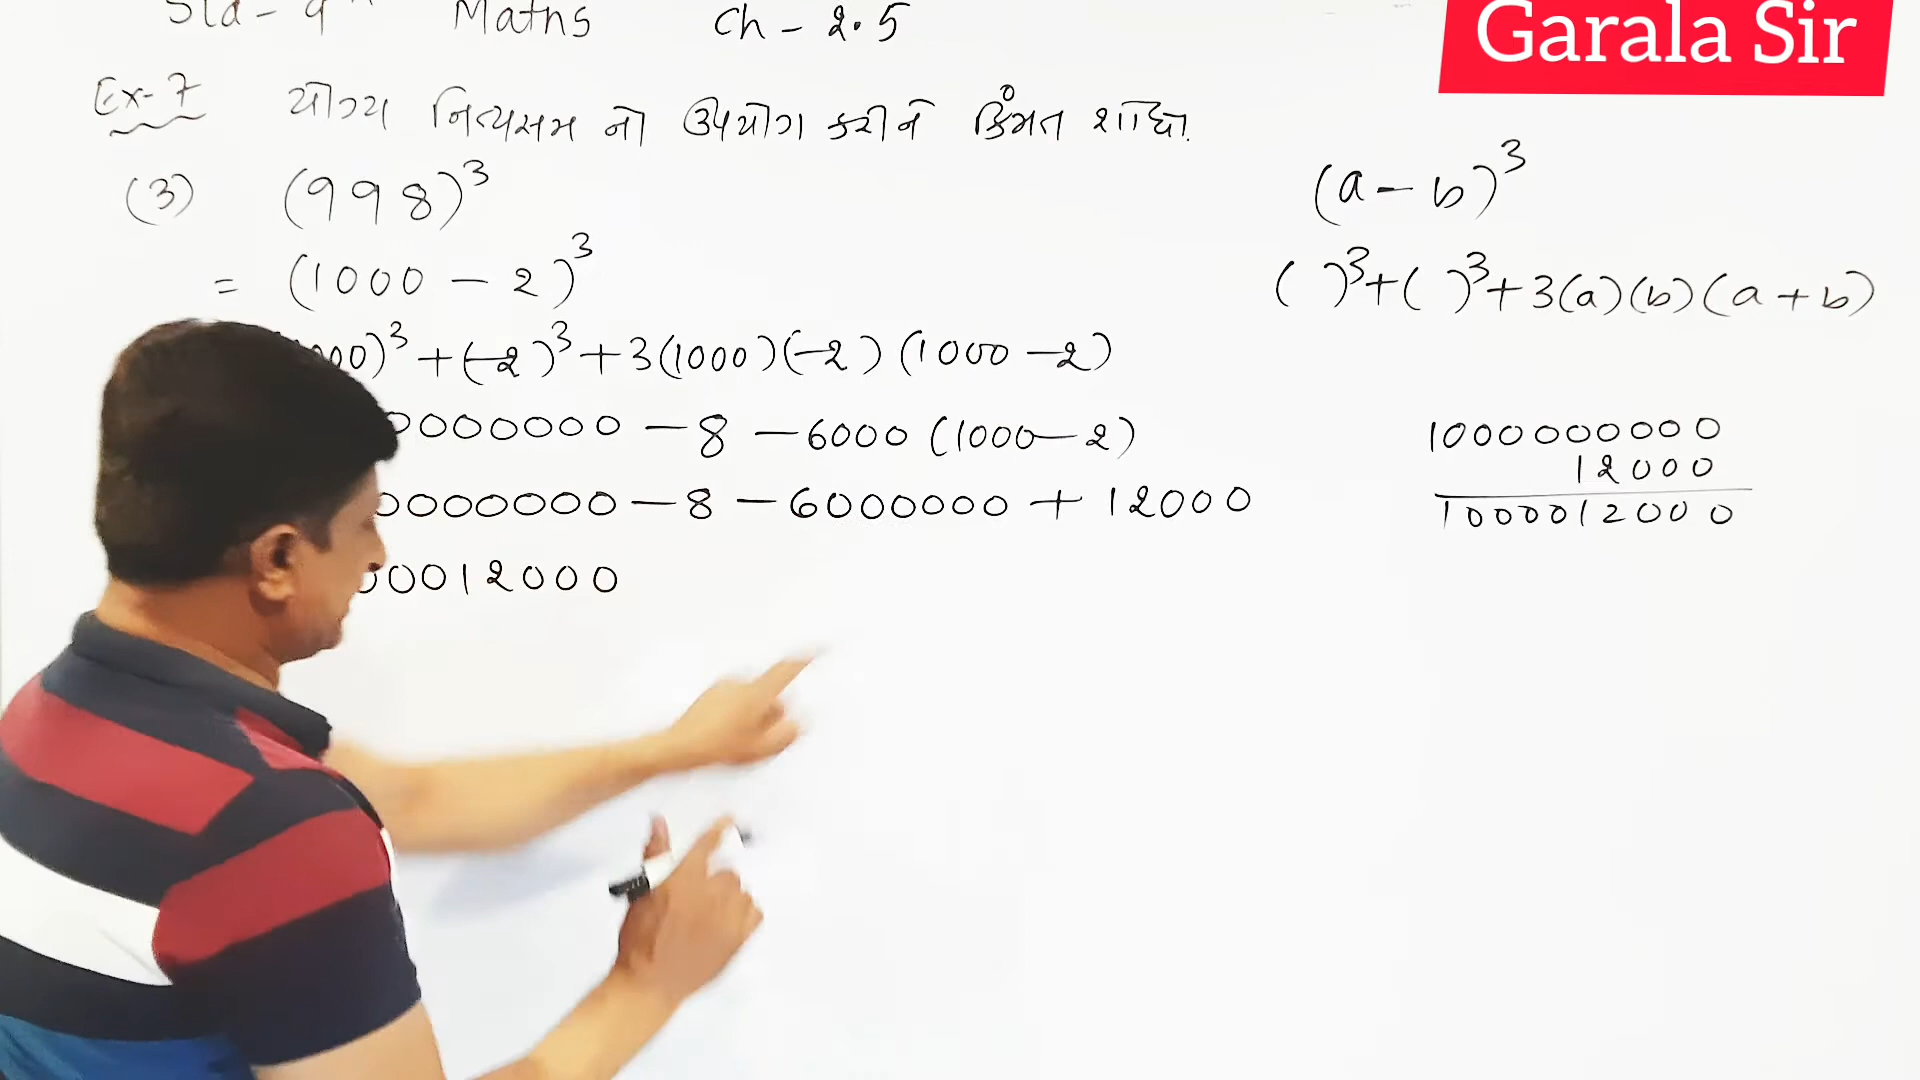 Std - 9 Maths Ch - 2.5
Garala Sir
Ex-7 યોગ્ય નિત્યસમ નો ઉપયોગ કરીને કિંમત શોધો.
(3) (998)³
= (1000 - 2)³
000)³ + (-2)³ + 3(1000)(-2)(1000 - 2)
0000000 - 8 - 6000 (1000 - 2)
00000000 - 8 - 6000000 + 12000
00012000
(a - b)³
( )³ + ( )³ + 3(a)(b)(a + b)
1000000000
12000
1000012000